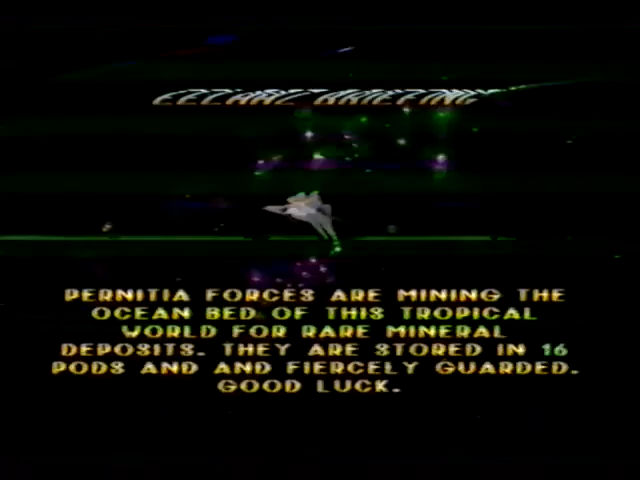 BRIEFING
PERNITIA FORCES ARE MINING THE
OCEAN BED OF THIS TROPICAL
WORLD FOR RARE MINERAL
DEPOSITS. THEY ARE STORED IN 16
PODS AND AND FIERCELY GUARDED.
GOOD LUCK.